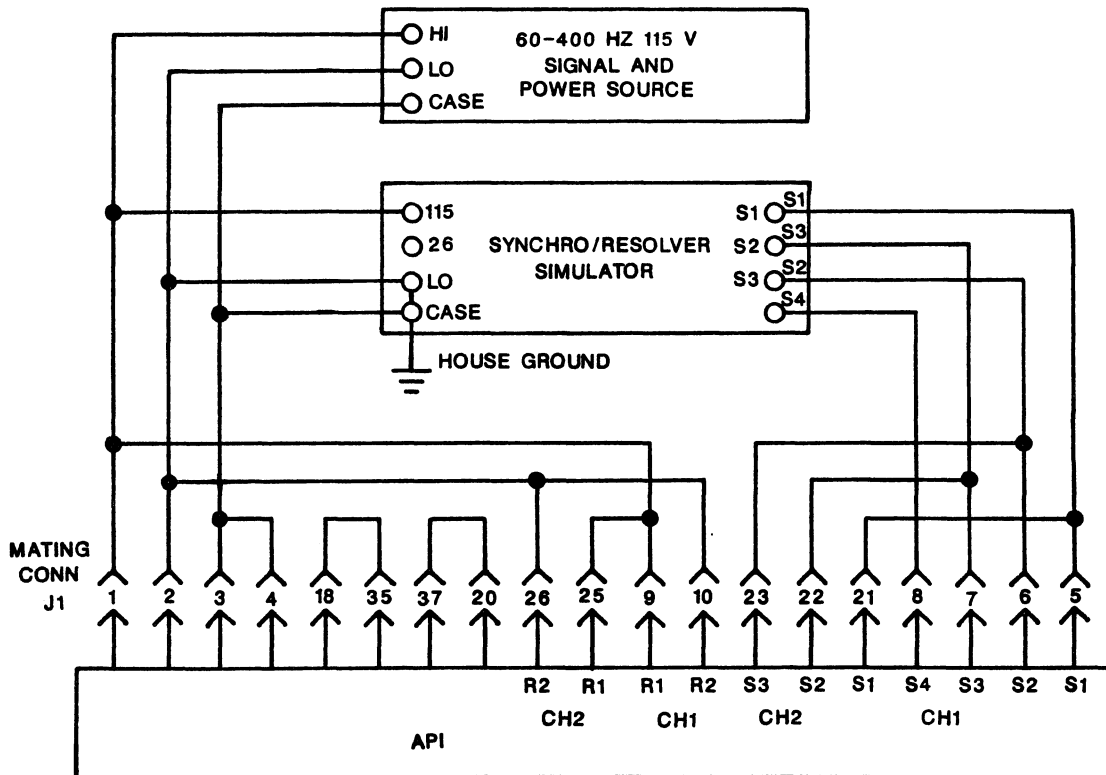 HI
LO
CASE
60-400 HZ 115 V
SIGNAL AND
POWER SOURCE
115
26
LO
CASE
SYNCHRO/RESOLVER
SIMULATOR
S1 S1
S2 S3
S3 S2
S4
HOUSE GROUND
MATING
CONN
J1
1 2 3 4 18 35 37 20 26 25 9 10 23 22 21 8 7 6 5
R2 R1 R1 R2 S3 S2 S1 S4 S3 S2 S1
CH2 CH1 CH2 CH1
API